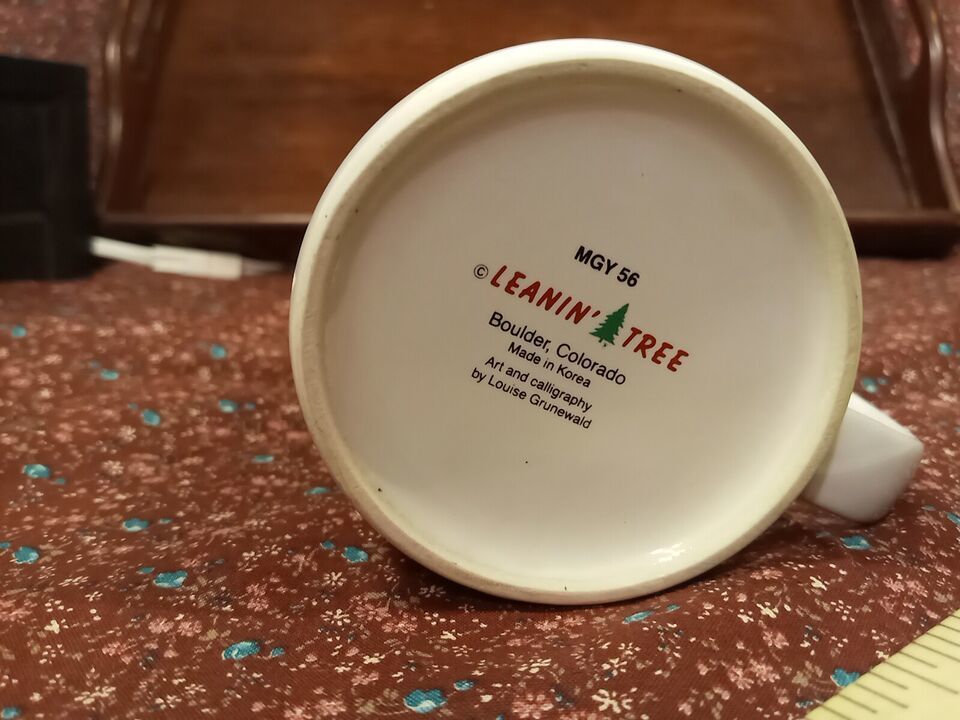 MGY 56
© LEANIN' TREE
Boulder, Colorado
Made in Korea
Art and calligraphy
by Louise Grunewald